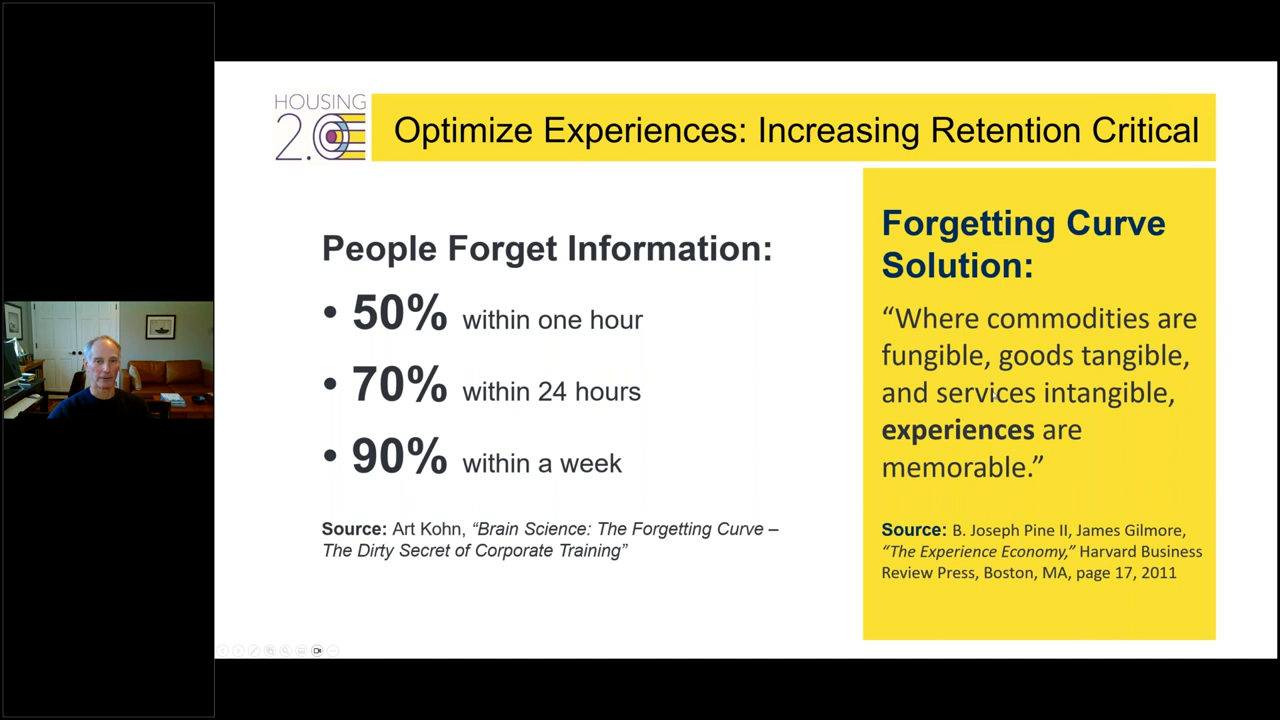 HOUSING
2.0
Optimize Experiences: Increasing Retention Critical
People Forget Information:
• 50% within one hour
• 70% within 24 hours
• 90% within a week
Source: Art Kohn, “Brain Science: The Forgetting Curve –
The Dirty Secret of Corporate Training”
Forgetting Curve
Solution:
“Where commodities are
fungible, goods tangible,
and services intangible,
experiences are
memorable.”
Source: B. Joseph Pine II, James Gilmore,
“The Experience Economy,” Harvard Business
Review Press, Boston, MA, page 17, 2011